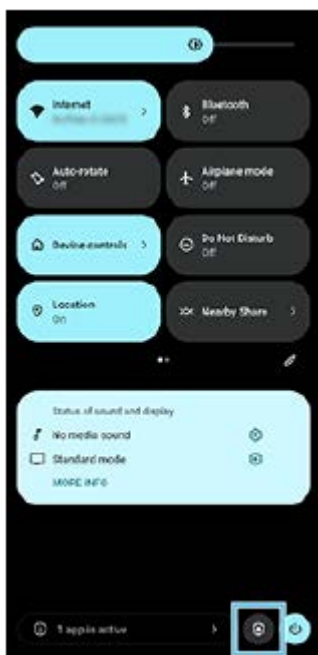 Internet
Bluetooth
Off
Auto-rotate
Off
Airplane mode
Off
Device controls
Do Not Disturb
Off
Location
On
Nearby Share
Status of sound and display
No media sound
Standard mode
MORE INFO
1 app is active